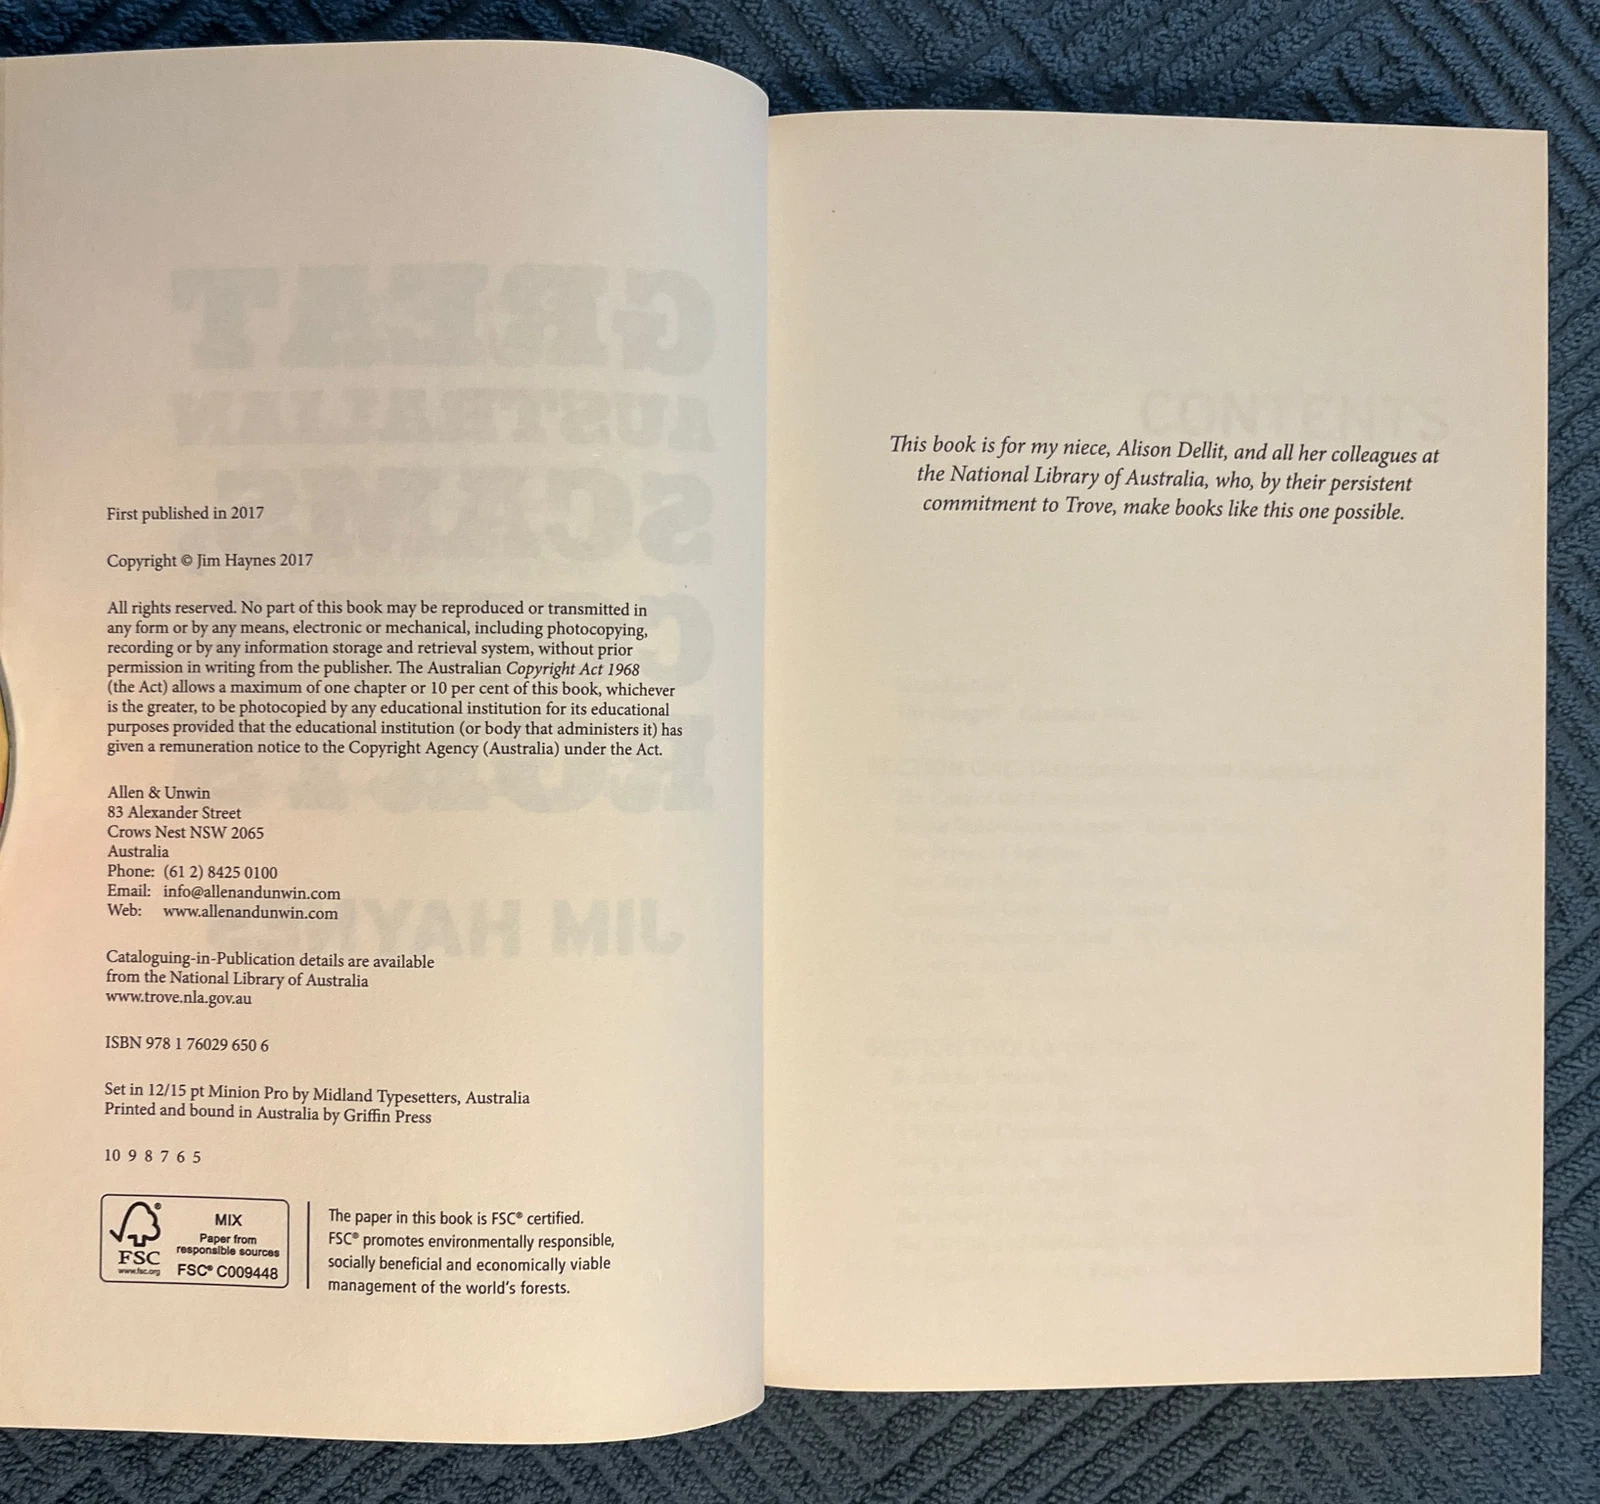 First published in 2017
Copyright © Jim Haynes 2017
All rights reserved. No part of this book may be reproduced or transmitted in
any form or by any means, electronic or mechanical, including photocopying,
recording or by any information storage and retrieval system, without prior
permission in writing from the publisher. The Australian Copyright Act 1968
(the Act) allows a maximum of one chapter or 10 per cent of this book, whichever
is the greater, to be photocopied by any educational institution for its educational
purposes provided that the educational institution (or body that administers it) has
given a remuneration notice to the Copyright Agency (Australia) under the Act.
Allen & Unwin
83 Alexander Street
Crows Nest NSW 2065
Australia
Phone: (61 2) 8425 0100
Email: info@allenandunwin.com
Web: www.allenandunwin.com
Cataloguing-in-Publication details are available
from the National Library of Australia
www.trove.nla.gov.au
ISBN 978 1 76029 650 6
Set in 12/15 pt Minion Pro by Midland Typesetters, Australia
Printed and bound in Australia by Griffin Press
10 9 8 7 6 5
FSC
www.fsc.org
MIX
Paper from
responsible sources
FSC® C009448
The paper in this book is FSC® certified.
FSC® promotes environmentally responsible,
socially beneficial and economically viable
management of the world's forests.
GREAT
AUSTRALIAN
SCAMS,
JIM HAYNES
CONTENTS
This book is for my niece, Alison Dellit, and all her colleagues at
the National Library of Australia, who, by their persistent
commitment to Trove, make books like this one possible.